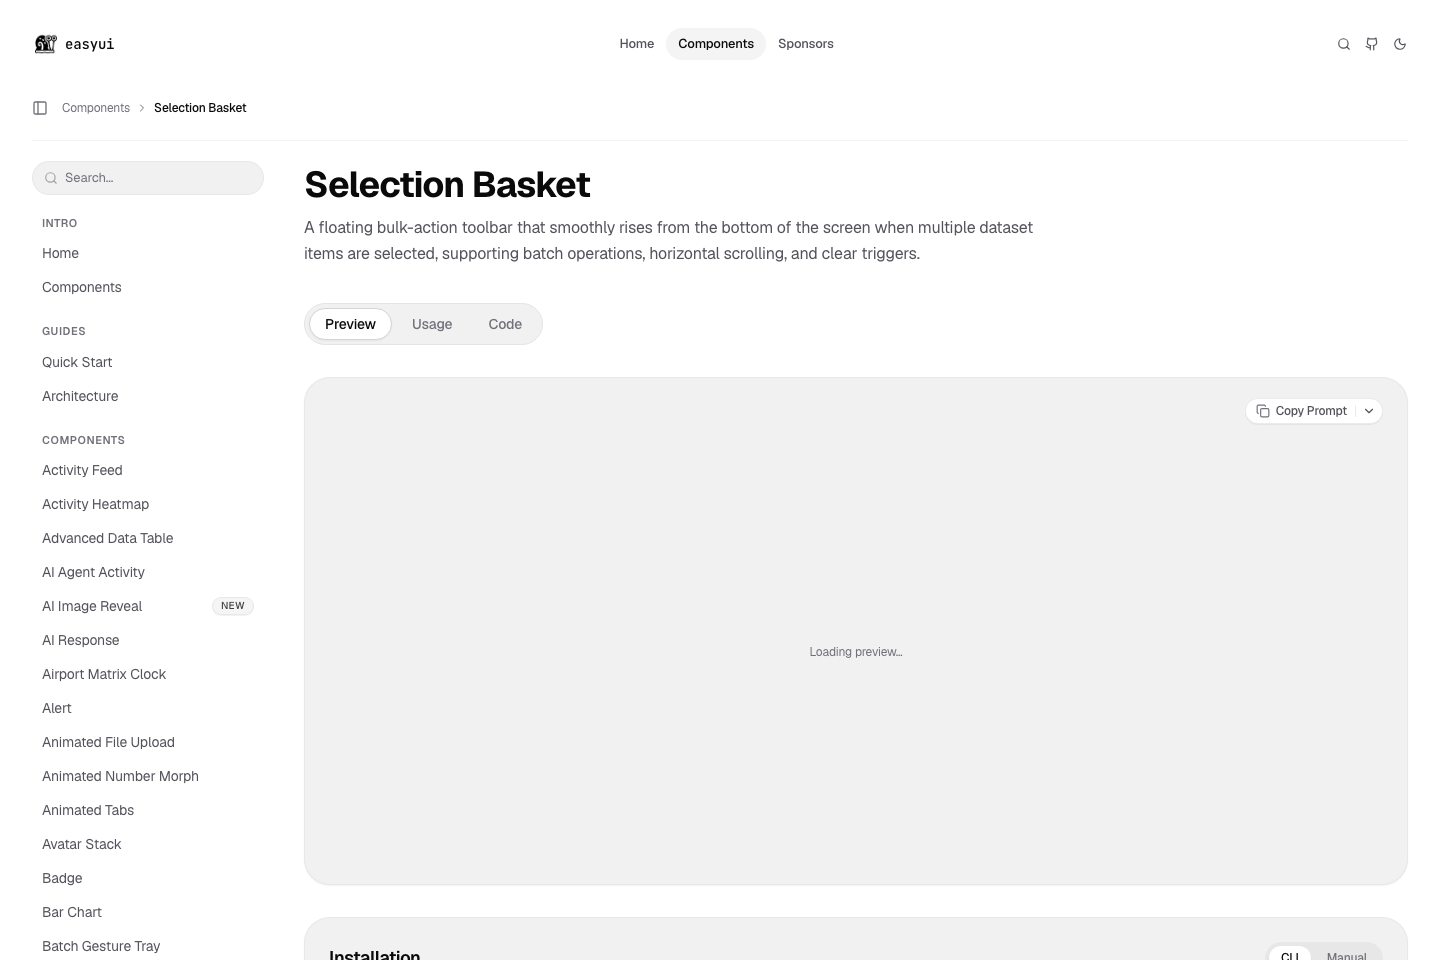 easyui
Home
Components
Sponsors
Components
Selection Basket
Search...
INTRO
Home
Components
GUIDES
Quick Start
Architecture
COMPONENTS
Activity Feed
Activity Heatmap
Advanced Data Table
AI Agent Activity
AI Image Reveal NEW
AI Response
Airport Matrix Clock
Alert
Animated File Upload
Animated Number Morph
Animated Tabs
Avatar Stack
Badge
Bar Chart
Batch Gesture Tray
Selection Basket
A floating bulk-action toolbar that smoothly rises from the bottom of the screen when multiple dataset
items are selected, supporting batch operations, horizontal scrolling, and clear triggers.
Preview
Usage
Code
Copy Prompt
Loading preview...
Installation
CLI
Manual